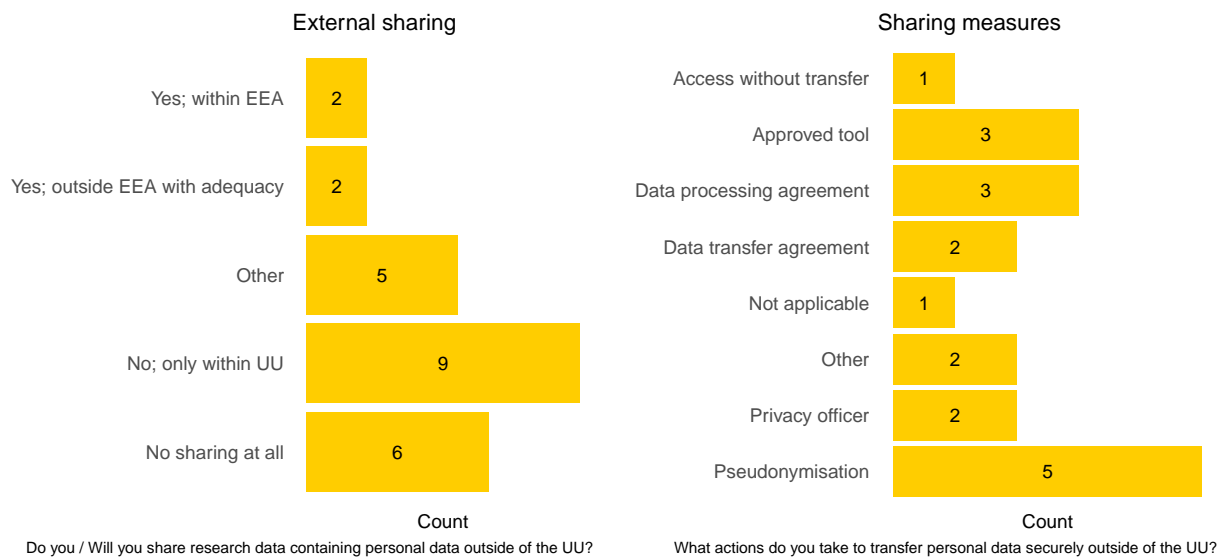 External sharing
Yes; within EEA
2
Yes; outside EEA with adequacy
2
Other
5
No; only within UU
9
No sharing at all
6
Count
Do you / Will you share research data containing personal data outside of the UU?
Sharing measures
Access without transfer
1
Approved tool
3
Data processing agreement
3
Data transfer agreement
2
Not applicable
1
Other
2
Privacy officer
2
Pseudonymisation
5
Count
What actions do you take to transfer personal data securely outside of the UU?